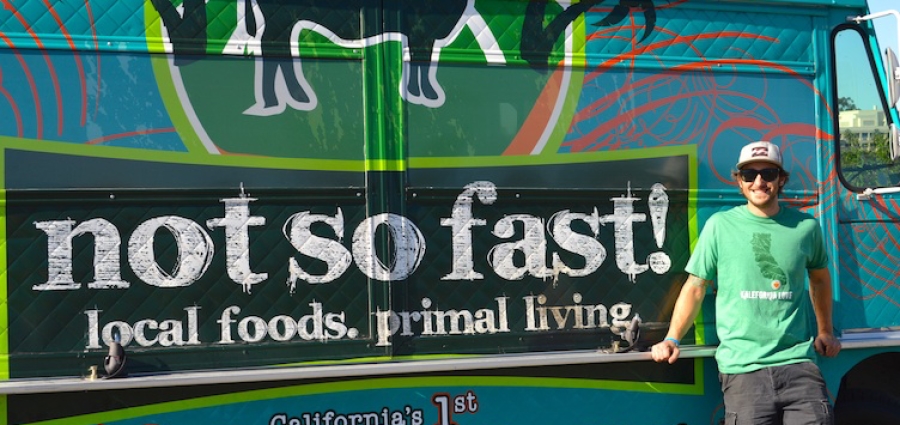 not so fast!
local foods. primal living.
California's 1st